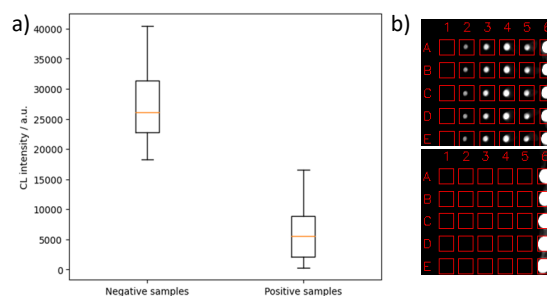 a)
CL intensity / a.u.
40000
35000
30000
25000
20000
15000
10000
5000
0
Negative samples
Positive samples
b)
1 2 3 4 5 6
A
B
C
D
E
1 2 3 4 5 6
A
B
C
D
E